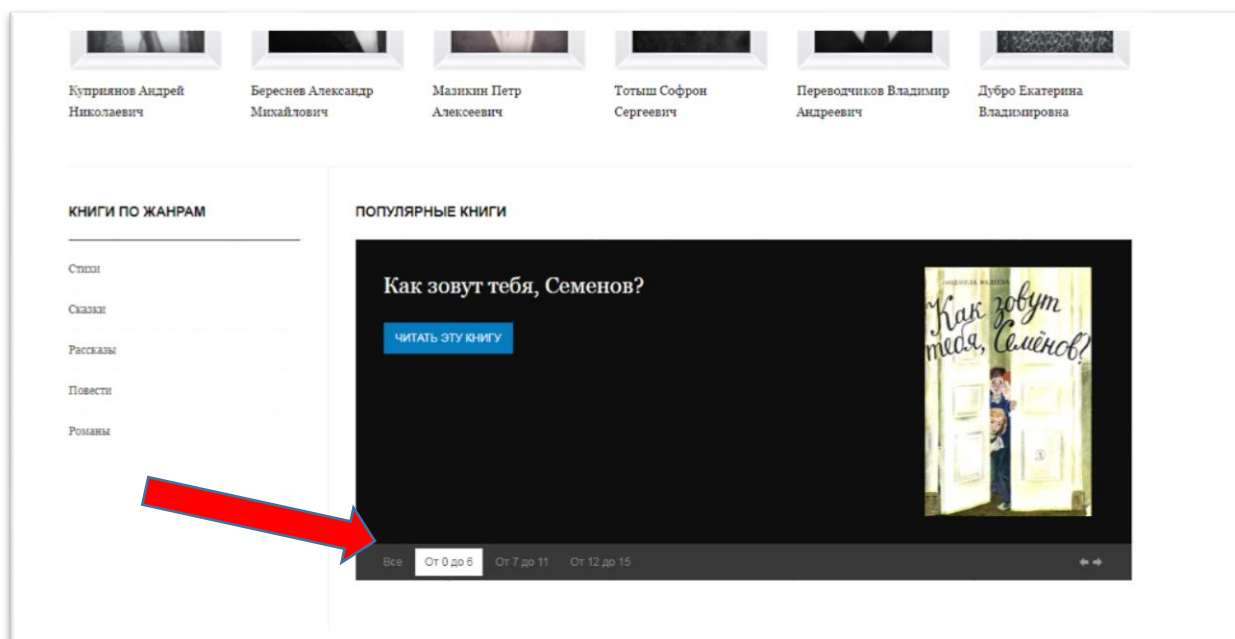 Куприянов Андрей
Николаевич
Береснев Александр
Михайлович
Мазикин Петр
Алексеевич
Тотыш Софрон
Сергеевич
Переводчиков Владимир
Андреевич
Дубро Екатерина
Владимировна
КНИГИ ПО ЖАНРАМ
Стихи
Сказки
Рассказы
Повести
Романы
ПОПУЛЯРНЫЕ КНИГИ
Как зовут тебя, Семенов?
ЧИТАТЬ ЭТУ КНИГУ
Как зовут
тебя, Семёнов?
Все От 0 до 6 От 7 до 11 От 12 до 15